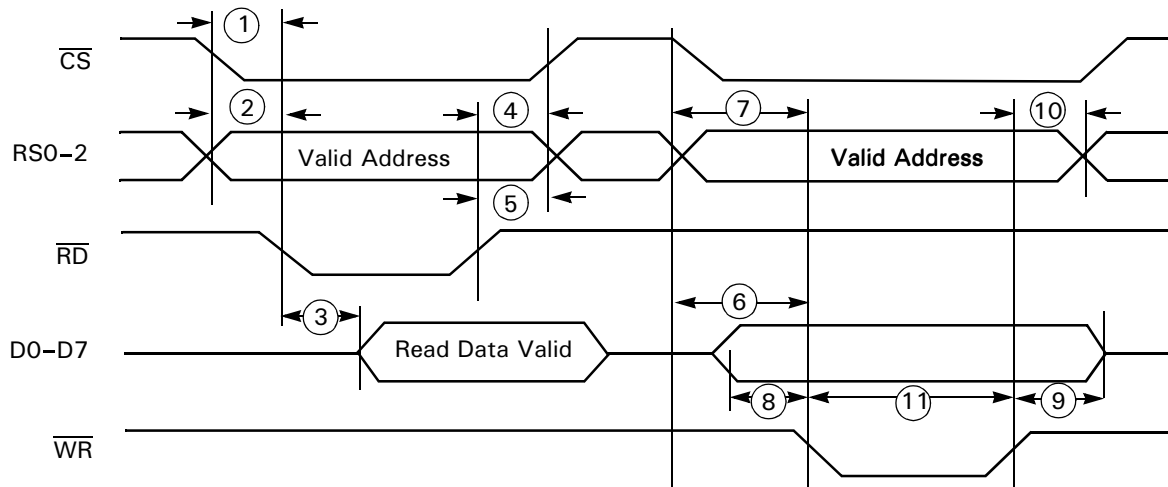 1
CS
2
4
7
10
RS0-2
Valid Address
Valid Address
5
RD
6
3
D0-D7
Read Data Valid
8
11
9
WR